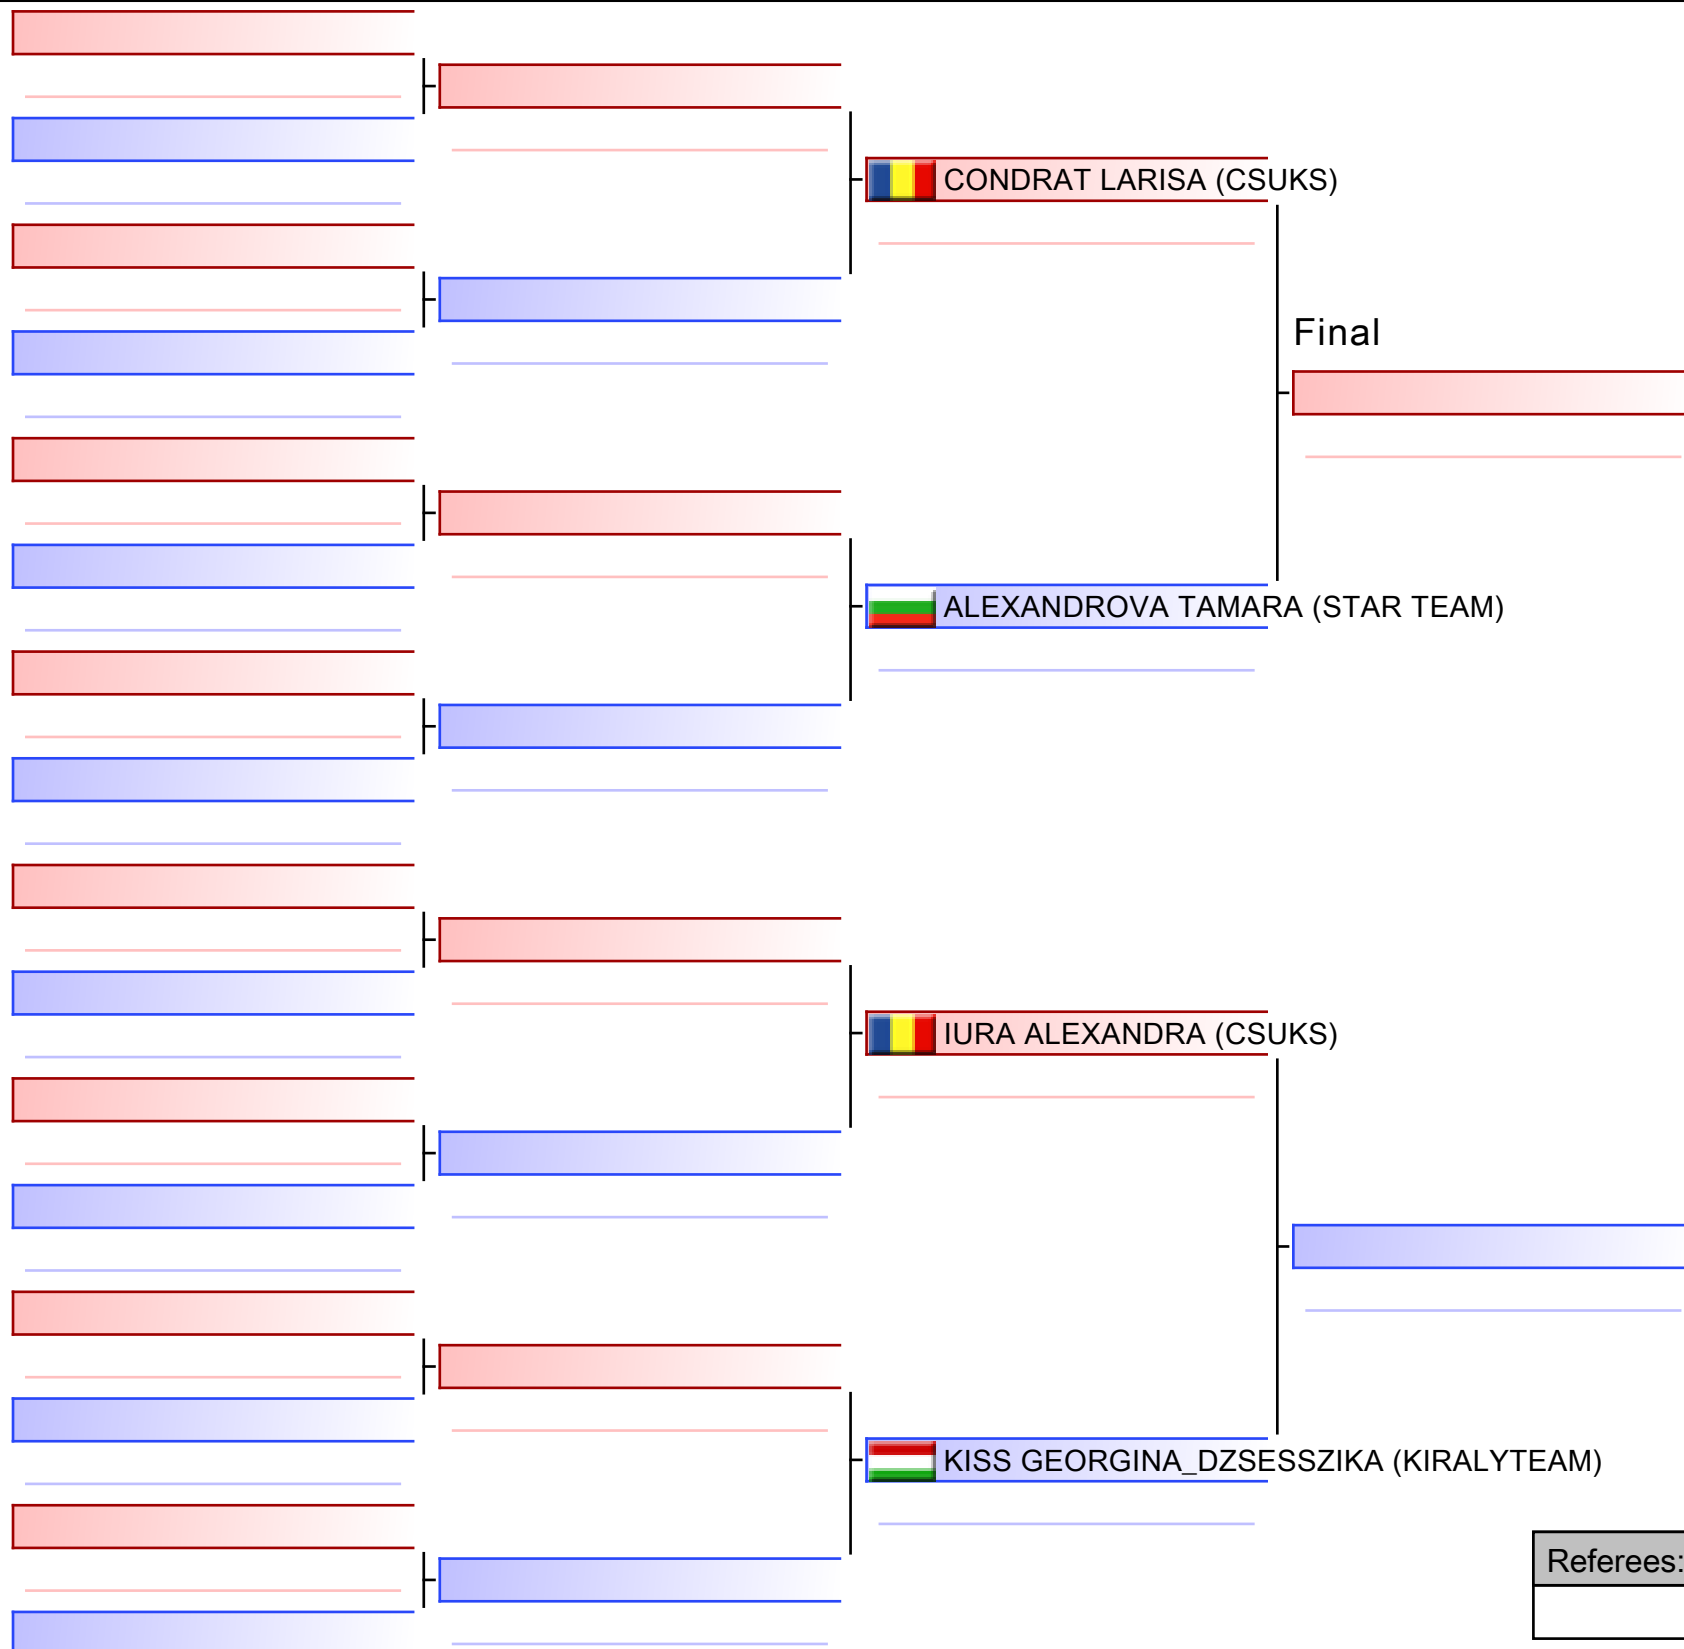 CONDRAT LARISA (CSUKS)
Final
ALEXANDROVA TAMARA (STAR TEAM)
IURA ALEXANDRA (CSUKS)
KISS GEORGINA_DZSESSZIKA (KIRALYTEAM)
Referees: